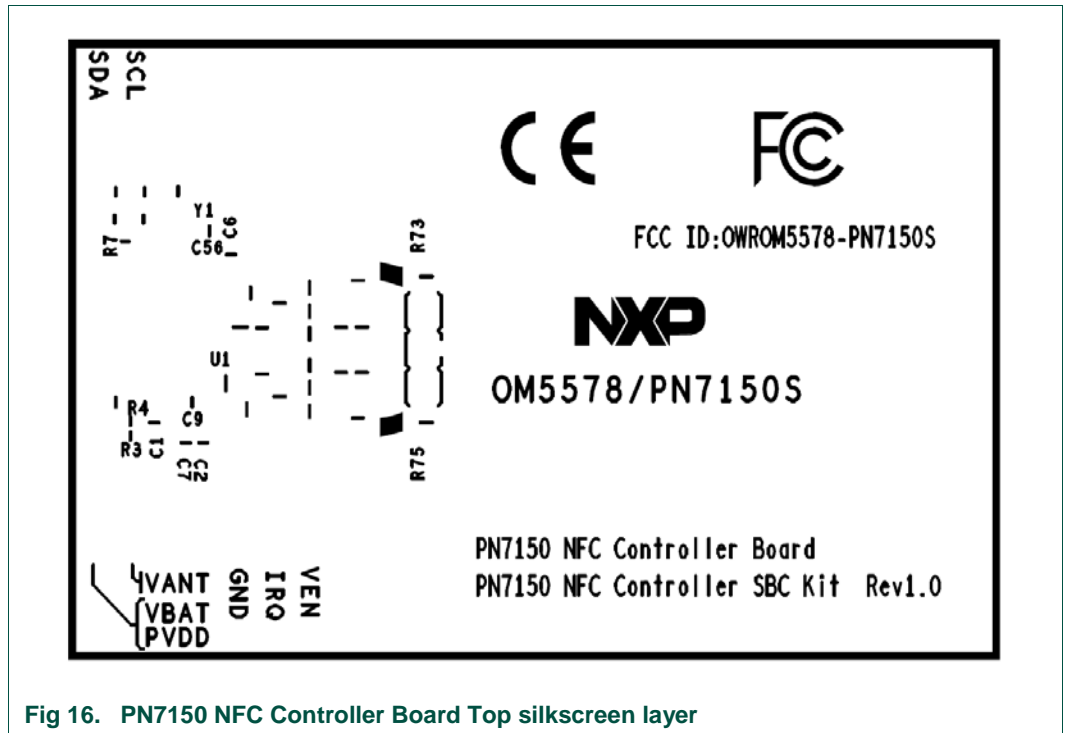 SDA
SCL
CE
FC
R7
Y1
C56
C6
R73
FCC ID:OWROM5578-PN7150S
NXP
U1
OM5578/PN7150S
R4
R3
C1
C9
C7
C2
R75
PN7150 NFC Controller Board
PN7150 NFC Controller SBC Kit Rev1.0
VANT
VBAT
PVDD
GND
IRQ
VEN
Fig 16. PN7150 NFC Controller Board Top silkscreen layer